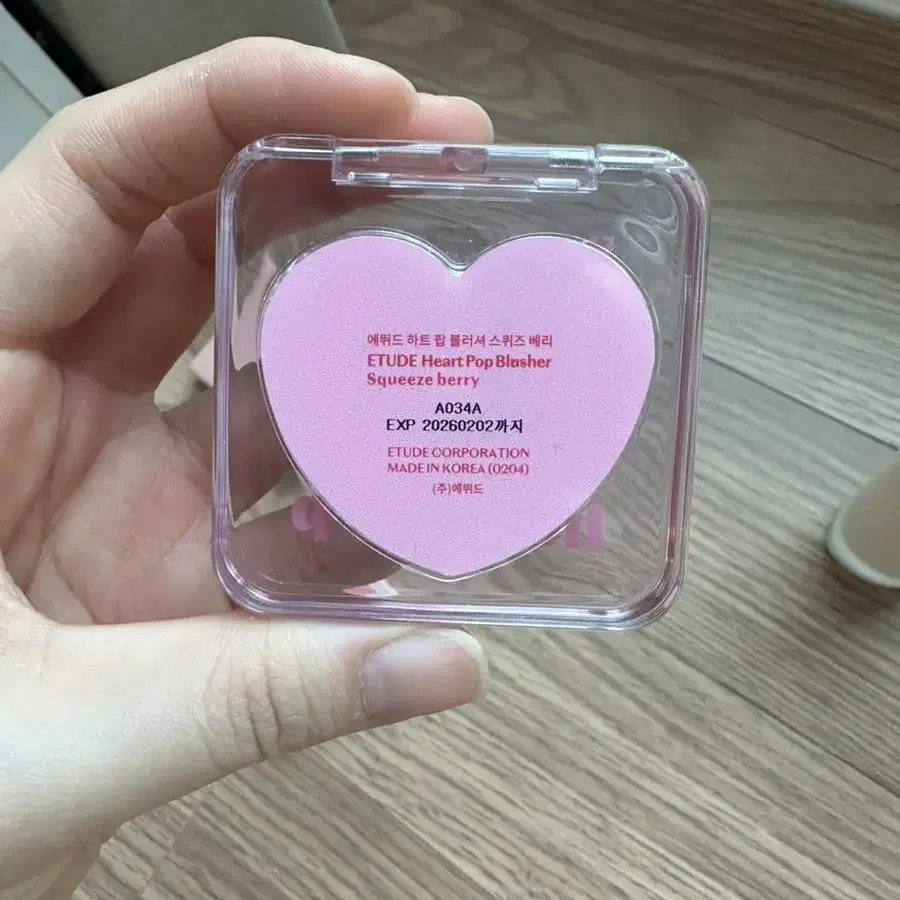 에뛰드 하트 팝 블러셔 스퀴즈 베리
ETUDE Heart Pop Blusher
Squeeze berry
A034A
EXP 20260202까지
ETUDE CORPORATION
MADE IN KOREA (0204)
(주)에뛰드